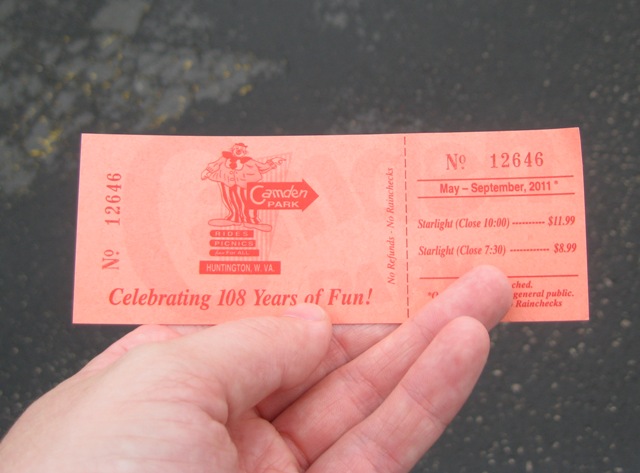 Nº 12646
Camden
PARK
RIDES
PICNICS
HUNTINGTON, W. VA.
Celebrating 108 Years of Fun!
No Refunds - No Rainchecks
Nº 12646
May – September, 2011 *
Starlight (Close 10:00) ---------- $11.99
Starlight (Close 7:30) ------------ $8.99
ched.
general public.
Rainchecks